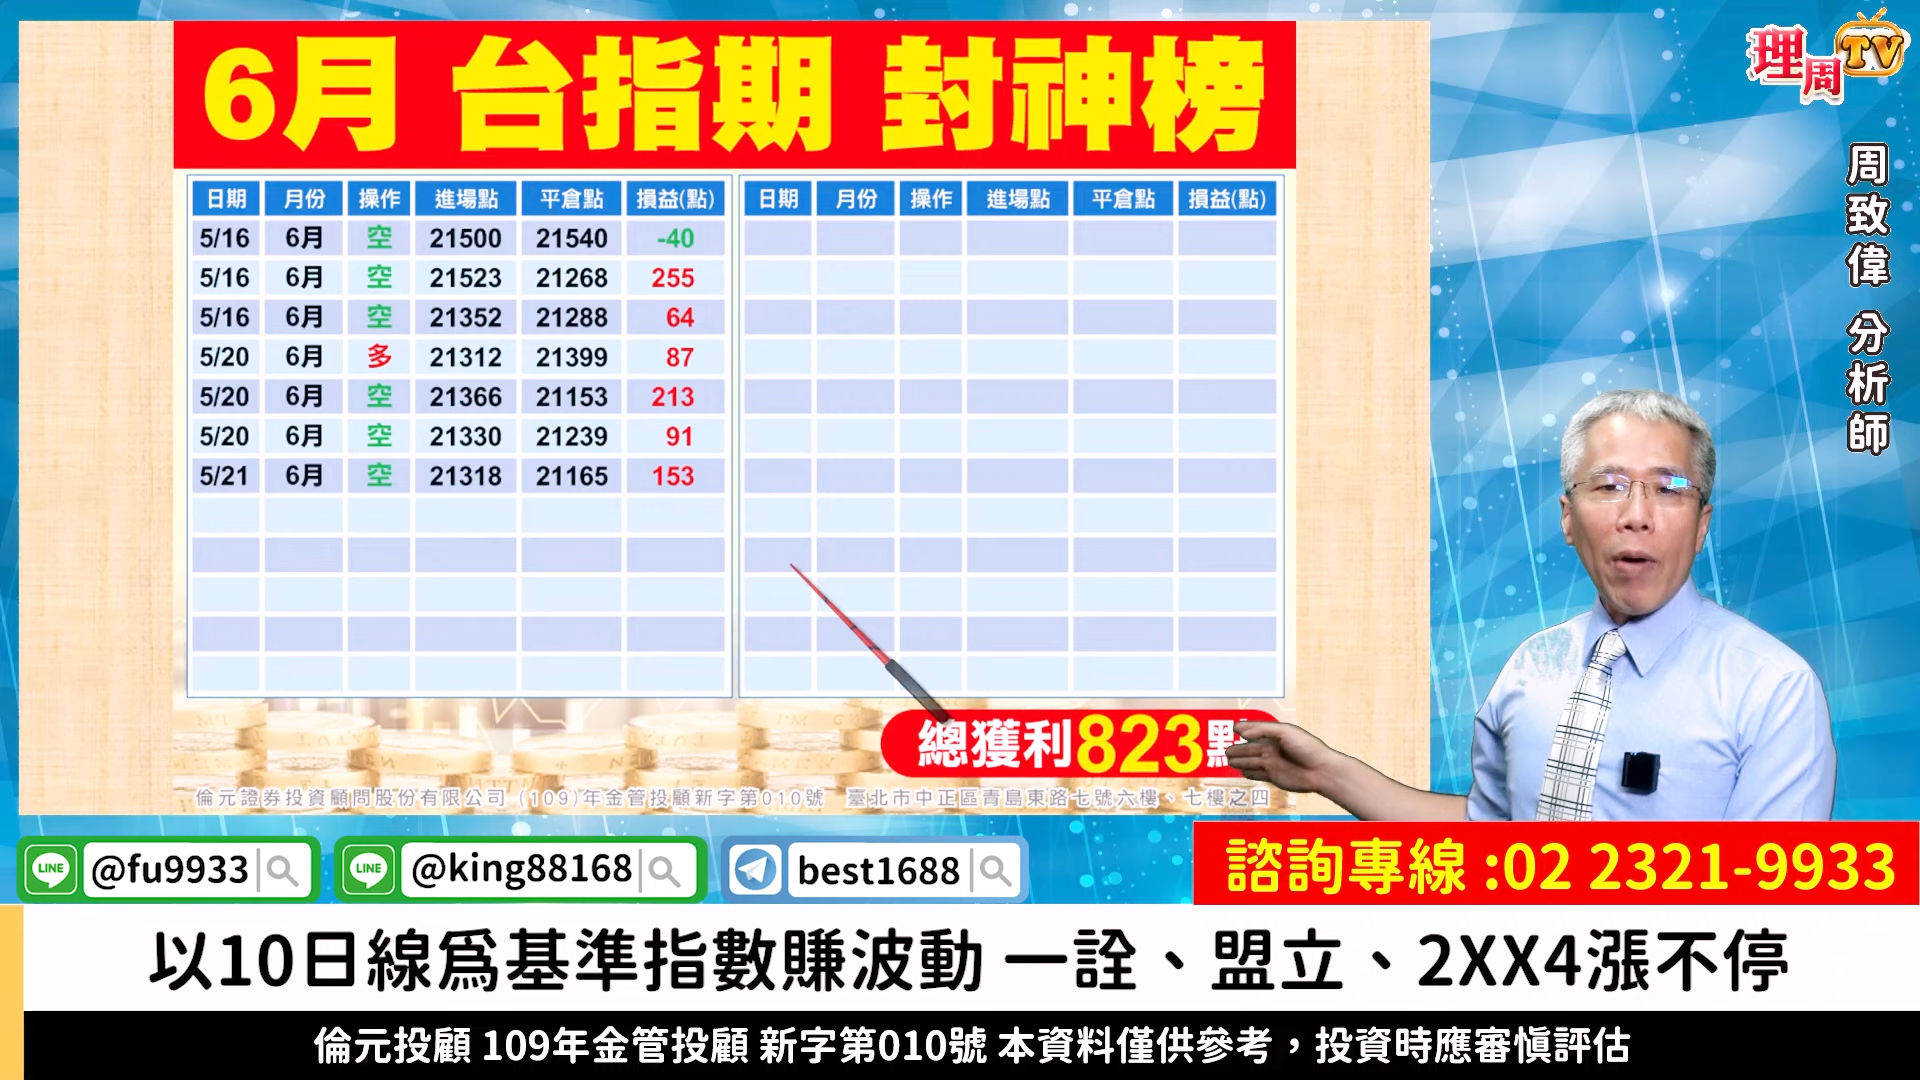 6月 台指期 封神榜
理周TV
周致偉 分析師
日期 月份 操作 進場點 平倉點 損益(點) 日期 月份 操作 進場點 平倉點 損益(點)
5/16 6月 空 21500 21540 -40
5/16 6月 空 21523 21268 255
5/16 6月 空 21352 21288 64
5/20 6月 多 21312 21399 87
5/20 6月 空 21366 21153 213
5/20 6月 空 21330 21239 91
5/21 6月 空 21318 21165 153
總獲利823點
倫元證券投資顧問股份有限公司 (109)年金管投顧新字第010號 臺北市中正區青島東路七號六樓、七樓之四
LINE @fu9933 LINE @king88168 best1688
諮詢專線 :02 2321-9933
以10日線為基準指數賺波動 一詮、盟立、2XX4漲不停
倫元投顧 109年金管投顧 新字第010號 本資料僅供參考，投資時應審慎評估